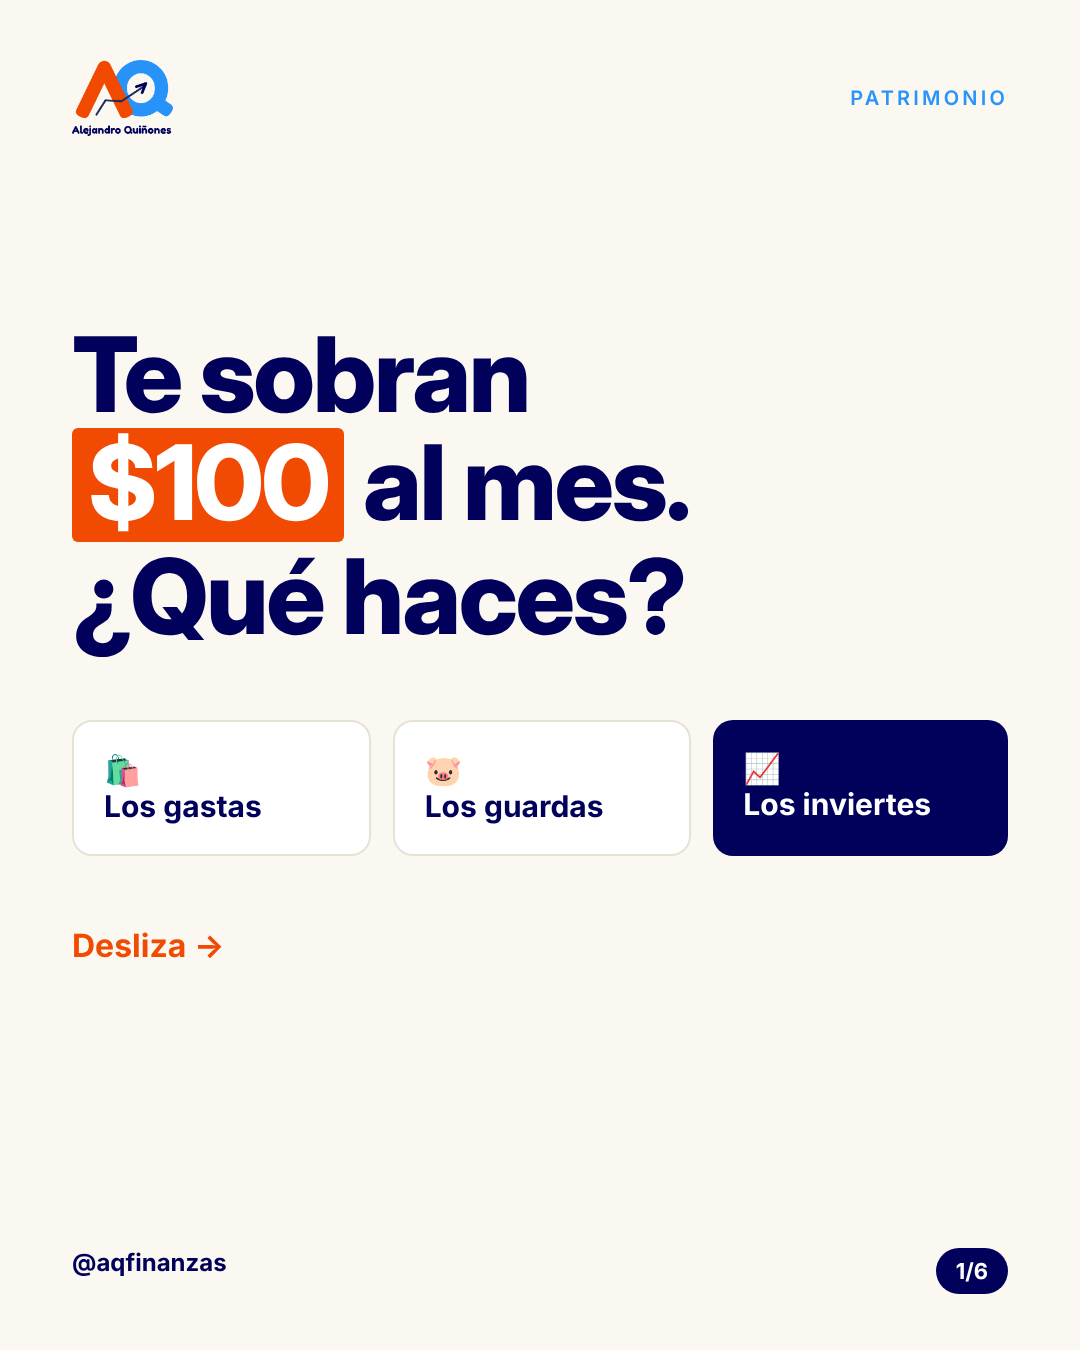 AQ
Alejandro Quiñones
PATRIMONIO
Te sobran
$100 al mes.
¿Qué haces?
Los gastas
Los guardas
Los inviertes
Desliza →
@aqfinanzas
1/6